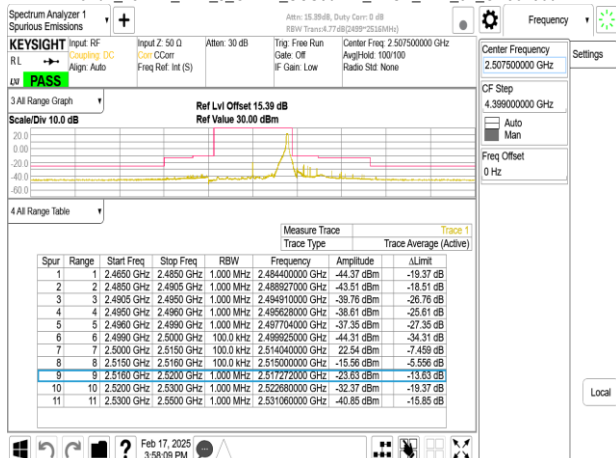 Spectrum Analyzer 1
Spurious Emissions
Attn: 15.39dB, Duty Corr: 0 dB
RBW Trans:4.77dB(2499~2516MHz)
Frequency
KEYSIGHT
RL
Align: Auto
LXI
PASS
Input: RF
Coupling: DC
Input Z: 50 Ω
Corr CCorr
Freq Ref: Int (S)
Atten: 30 dB
Trig: Free Run
Gate: Off
IF Gain: Low
Center Freq: 2.507500000 GHz
Avg|Hold: 100/100
Radio Std: None
Center Frequency
2.507500000 GHz
Settings
CF Step
4.399000000 GHz
Auto
Man
Freq Offset
0 Hz
3 All Range Graph
Scale/Div 10.0 dB
Ref Lvl Offset 15.39 dB
Ref Value 30.00 dBm
20.0
0.00
-20.0
-40.0
-60.0
4 All Range Table
Measure Trace Trace 1
Trace Type Trace Average (Active)
Spur Range Start Freq Stop Freq RBW Frequency Amplitude ΔLimit
1 1 2.4650 GHz 2.4850 GHz 1.000 MHz 2.484400000 GHz -44.37 dBm -19.37 dB
2 2 2.4850 GHz 2.4905 GHz 1.000 MHz 2.488927000 GHz -43.51 dBm -18.51 dB
3 3 2.4905 GHz 2.4950 GHz 1.000 MHz 2.494910000 GHz -39.76 dBm -26.76 dB
4 4 2.4950 GHz 2.4960 GHz 1.000 MHz 2.495628000 GHz -38.61 dBm -25.61 dB
5 5 2.4960 GHz 2.4990 GHz 1.000 MHz 2.497704000 GHz -37.35 dBm -27.35 dB
6 6 2.4990 GHz 2.5000 GHz 100.0 kHz 2.499925000 GHz -44.31 dBm -34.31 dB
7 7 2.5000 GHz 2.5150 GHz 100.0 kHz 2.514040000 GHz 22.54 dBm -7.459 dB
8 8 2.5150 GHz 2.5160 GHz 100.0 kHz 2.515000000 GHz -15.56 dBm -5.556 dB
9 9 2.5160 GHz 2.5200 GHz 1.000 MHz 2.517272000 GHz -23.63 dBm -13.63 dB
10 10 2.5200 GHz 2.5300 GHz 1.000 MHz 2.522680000 GHz -32.37 dBm -19.37 dB
11 11 2.5300 GHz 2.5500 GHz 1.000 MHz 2.531060000 GHz -40.85 dBm -15.85 dB
Local
Feb 17, 2025
3:58:09 PM